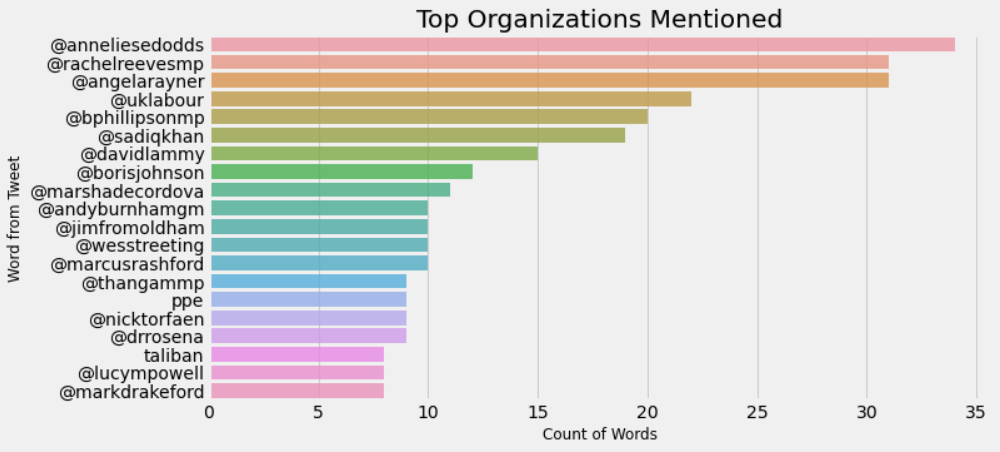 Top Organizations Mentioned
@anneliesedodds
@rachelreevesmp
@angelarayner
@uklabour
@bphillipsonmp
@sadiqkhan
@davidlammy
@borisjohnson
@marshadecordova
@andyburnhamgm
@jimfromoldham
@wesstreeting
@marcusrashford
@thangammp
ppe
@nicktorfaen
@drrosena
taliban
@lucympowell
@markdrakeford
Word from Tweet
0 5 10 15 20 25 30 35
Count of Words